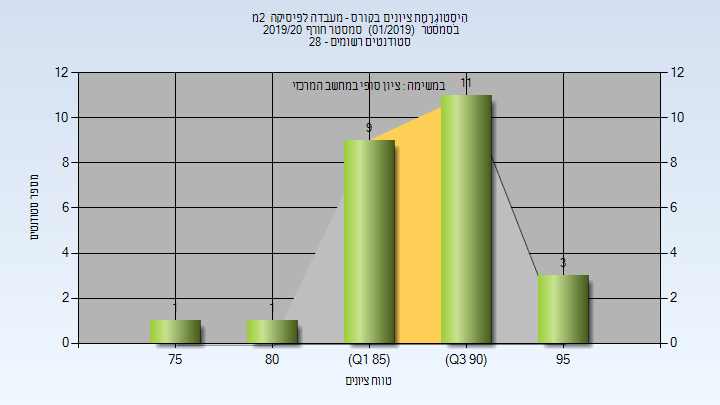 הִיסְטוֹגְרָמַת ציונים בקורס - מעבדה לפיסיקה 2מ
בסמסטר (01/2019) סמסטר חורף 2019/20
סטודנטים רשומים - 28
במשימה : ציון סופי במחשב המרכזי
מספר סטודנטים
12 12
10 10
8 8
6 6
4 4
2 2
0 0
1 1 9 11 3
75 80 (Q1 85) (Q3 90) 95
טווח ציונים